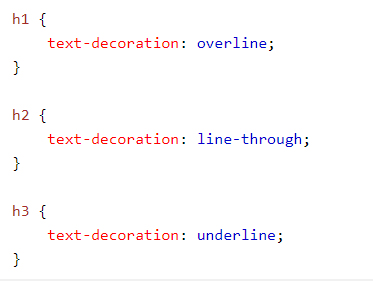 h1 {
    text-decoration: overline;
}

h2 {
    text-decoration: line-through;
}

h3 {
    text-decoration: underline;
}